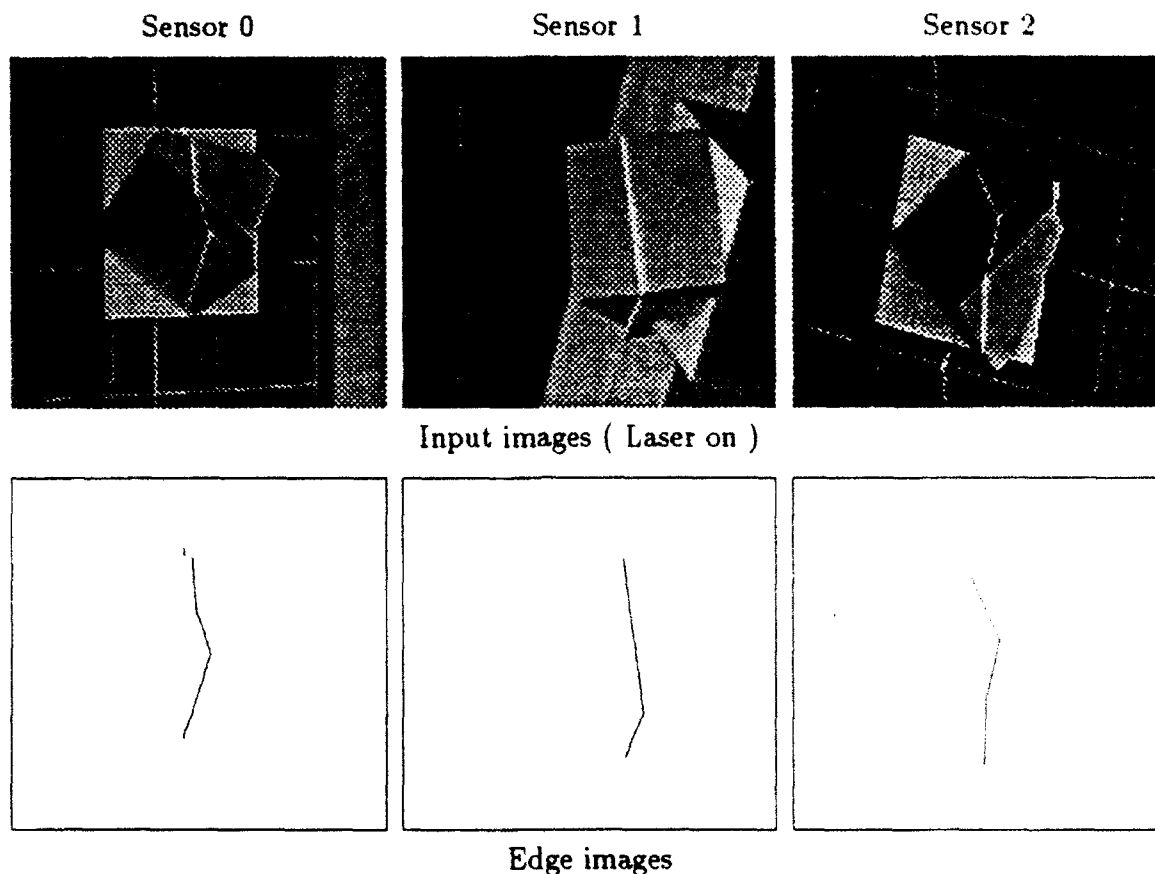 Sensor 0 Sensor 1 Sensor 2
Input images ( Laser on )
Edge images